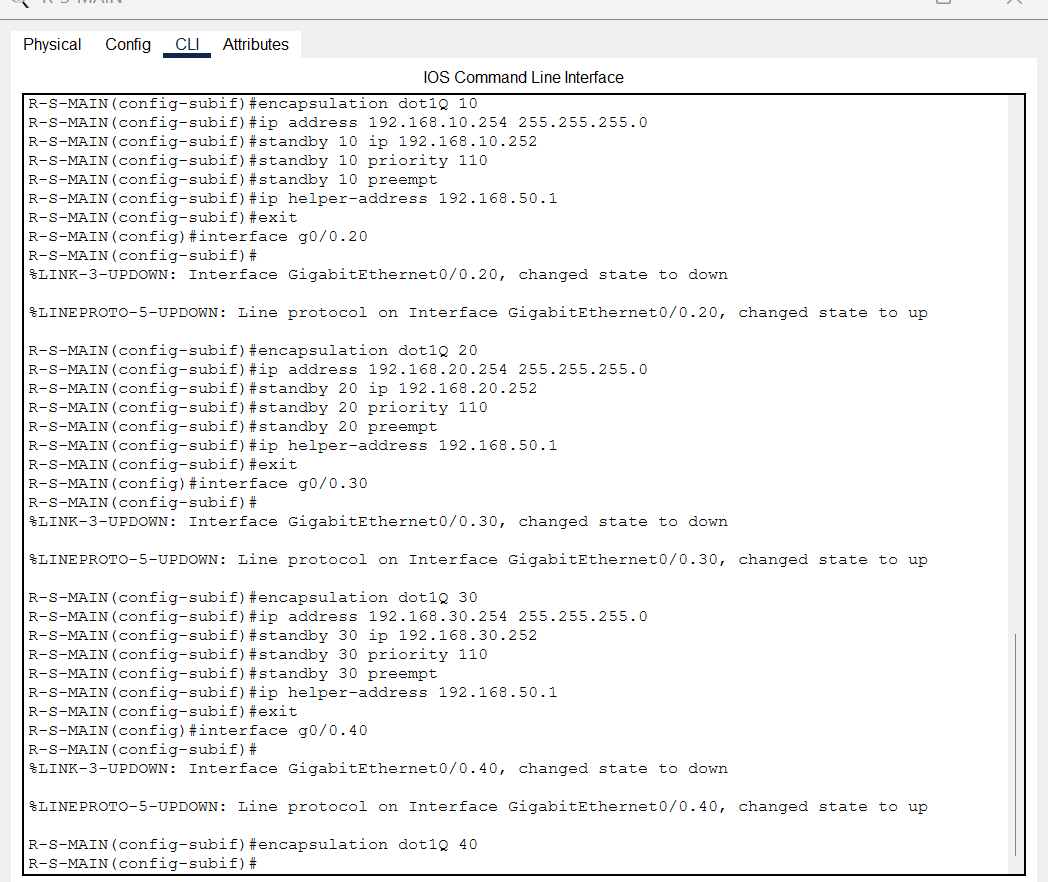 R-S-MAIN
Physical Config CLI Attributes
IOS Command Line Interface
R-S-MAIN(config-subif)#encapsulation dot1Q 10
R-S-MAIN(config-subif)#ip address 192.168.10.254 255.255.255.0
R-S-MAIN(config-subif)#standby 10 ip 192.168.10.252
R-S-MAIN(config-subif)#standby 10 priority 110
R-S-MAIN(config-subif)#standby 10 preempt
R-S-MAIN(config-subif)#ip helper-address 192.168.50.1
R-S-MAIN(config-subif)#exit
R-S-MAIN(config)#interface g0/0.20
R-S-MAIN(config-subif)#
%LINK-3-UPDOWN: Interface GigabitEthernet0/0.20, changed state to down
%LINEPROTO-5-UPDOWN: Line protocol on Interface GigabitEthernet0/0.20, changed state to up
R-S-MAIN(config-subif)#encapsulation dot1Q 20
R-S-MAIN(config-subif)#ip address 192.168.20.254 255.255.255.0
R-S-MAIN(config-subif)#standby 20 ip 192.168.20.252
R-S-MAIN(config-subif)#standby 20 priority 110
R-S-MAIN(config-subif)#standby 20 preempt
R-S-MAIN(config-subif)#ip helper-address 192.168.50.1
R-S-MAIN(config-subif)#exit
R-S-MAIN(config)#interface g0/0.30
R-S-MAIN(config-subif)#
%LINK-3-UPDOWN: Interface GigabitEthernet0/0.30, changed state to down
%LINEPROTO-5-UPDOWN: Line protocol on Interface GigabitEthernet0/0.30, changed state to up
R-S-MAIN(config-subif)#encapsulation dot1Q 30
R-S-MAIN(config-subif)#ip address 192.168.30.254 255.255.255.0
R-S-MAIN(config-subif)#standby 30 ip 192.168.30.252
R-S-MAIN(config-subif)#standby 30 priority 110
R-S-MAIN(config-subif)#standby 30 preempt
R-S-MAIN(config-subif)#ip helper-address 192.168.50.1
R-S-MAIN(config-subif)#exit
R-S-MAIN(config)#interface g0/0.40
R-S-MAIN(config-subif)#
%LINK-3-UPDOWN: Interface GigabitEthernet0/0.40, changed state to down
%LINEPROTO-5-UPDOWN: Line protocol on Interface GigabitEthernet0/0.40, changed state to up
R-S-MAIN(config-subif)#encapsulation dot1Q 40
R-S-MAIN(config-subif)#